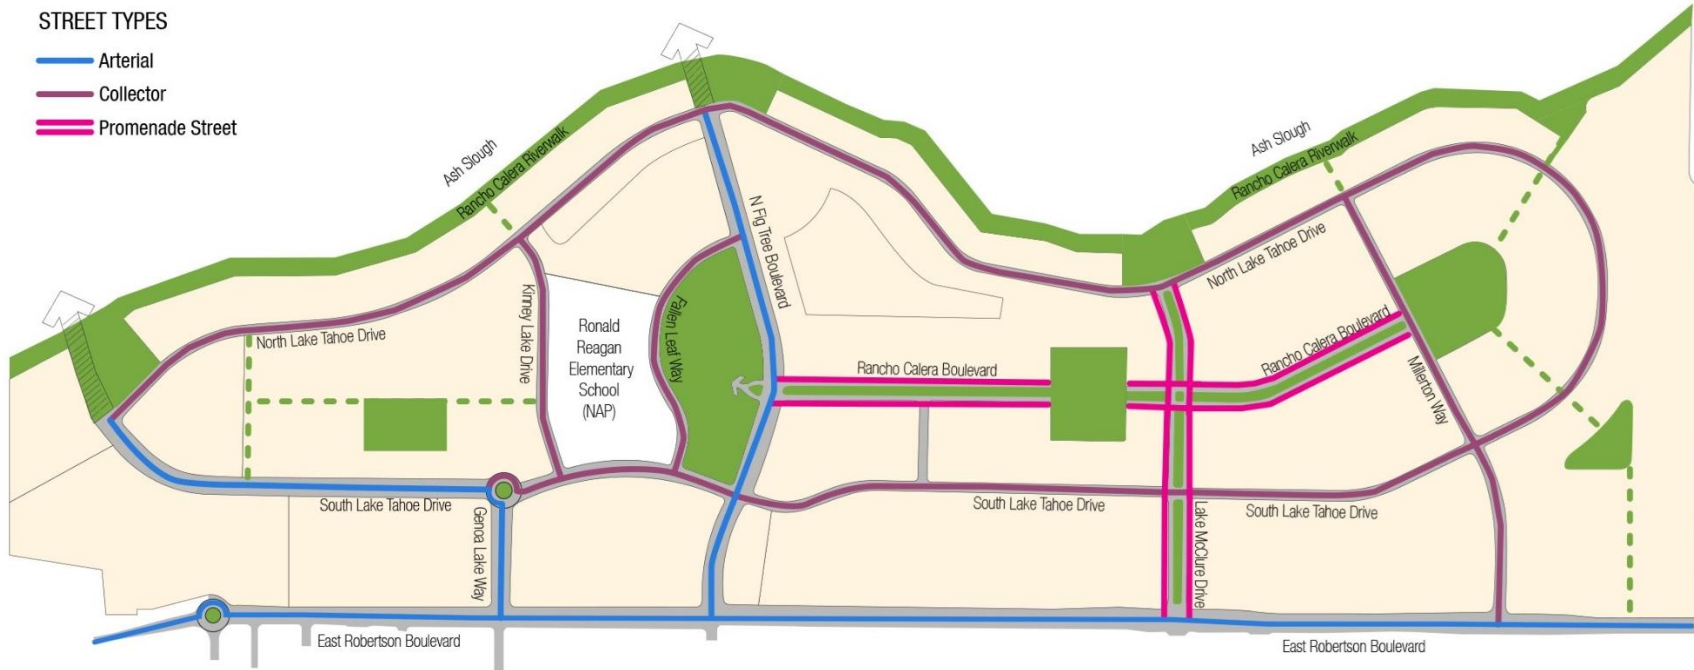 STREET TYPES
Arterial
Collector
Promenade Street
Ash Slough
Rancho Calera Riverwalk
Ash Slough
Rancho Calera Riverwalk
N Fig Tree Boulevard
North Lake Tahoe Drive
North Lake Tahoe Drive
Kinney Lake Drive
Ronald
Reagan
Elementary
School
(NAP)
Fallen Leaf Way
Rancho Calera Boulevard
Rancho Calera Boulevard
Millerton Way
South Lake Tahoe Drive
South Lake Tahoe Drive
South Lake Tahoe Drive
Genoa Lake Way
Lake McClure Drive
East Robertson Boulevard
East Robertson Boulevard